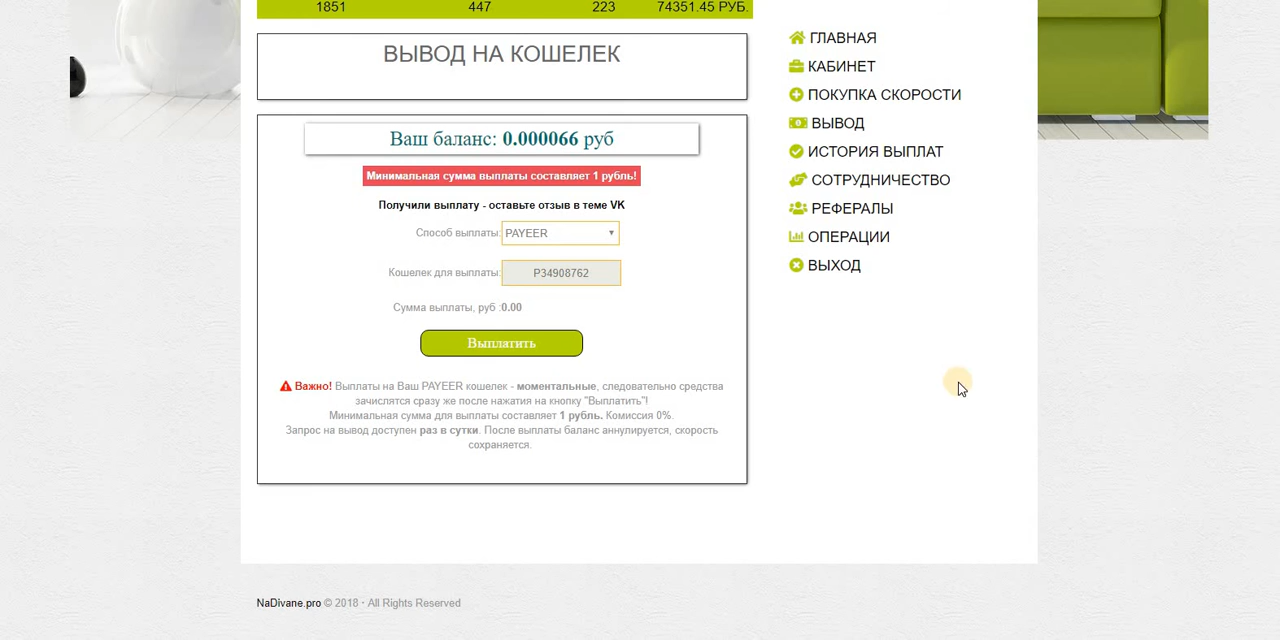 1851 447 223 74351.45 РУБ.
ВЫВОД НА КОШЕЛЕК
Ваш баланс: 0.000066 руб
Минимальная сумма выплаты составляет 1 рубль!
Получили выплату - оставьте отзыв в теме VK
Способ выплаты: PAYEER
Кошелек для выплаты: P34908762
Сумма выплаты, руб :0.00
Выплатить
Важно! Выплаты на Ваш PAYEER кошелек - моментальные, следовательно средства
зачислятся сразу же после нажатия на кнопку "Выплатить"!
Минимальная сумма для выплаты составляет 1 рубль. Комиссия 0%.
Запрос на вывод доступен раз в сутки. После выплаты баланс аннулируется, скорость
сохраняется.
ГЛАВНАЯ
КАБИНЕТ
ПОКУПКА СКОРОСТИ
ВЫВОД
ИСТОРИЯ ВЫПЛАТ
СОТРУДНИЧЕСТВО
РЕФЕРАЛЫ
ОПЕРАЦИИ
ВЫХОД
NaDivane.pro © 2018 · All Rights Reserved